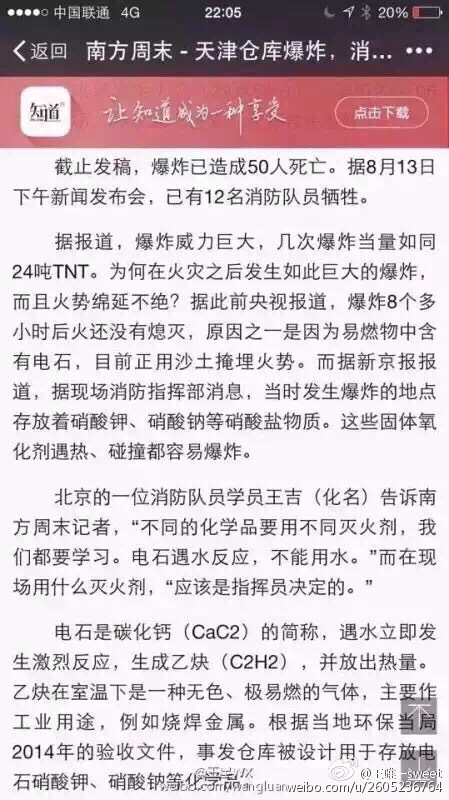 中国联通 4G 22:05 20%
返回 南方周末 - 天津仓库爆炸，消... •••
知道 让知道成为一种享受 点击下载
截止发稿，爆炸已造成50人死亡。据8月13日
下午新闻发布会，已有12名消防队员牺牲。
据报道，爆炸威力巨大，几次爆炸当量如同
24吨TNT。为何在火灾之后发生如此巨大的爆炸，
而且火势绵延不绝？据此前央视报道，爆炸8个多
小时后火还没有熄灭，原因之一是因为易燃物中含
有电石，目前正用沙土掩埋火势。而据新京报报
道，据现场消防指挥部消息，当时发生爆炸的地点
存放着硝酸钾、硝酸钠等硝酸盐物质。这些固体氧
化剂遇热、碰撞都容易爆炸。
北京的一位消防队员学员王吉（化名）告诉南
方周末记者，“不同的化学品要用不同灭火剂，我
们都要学习。电石遇水反应，不能用水。”而在现
场用什么灭火剂，“应该是指挥员决定的。”
电石是碳化钙（CaC2）的简称，遇水立即发
生激烈反应，生成乙炔（C2H2），并放出热量。
乙炔在室温下是一种无色、极易燃的气体，主要作
工业用途，例如烧焊金属。根据当地环保当局
2014年的验收文件，事发仓库被设计用于存放电
石硝酸钾、硝酸钠等化学品
weibo.com/u/2605236764